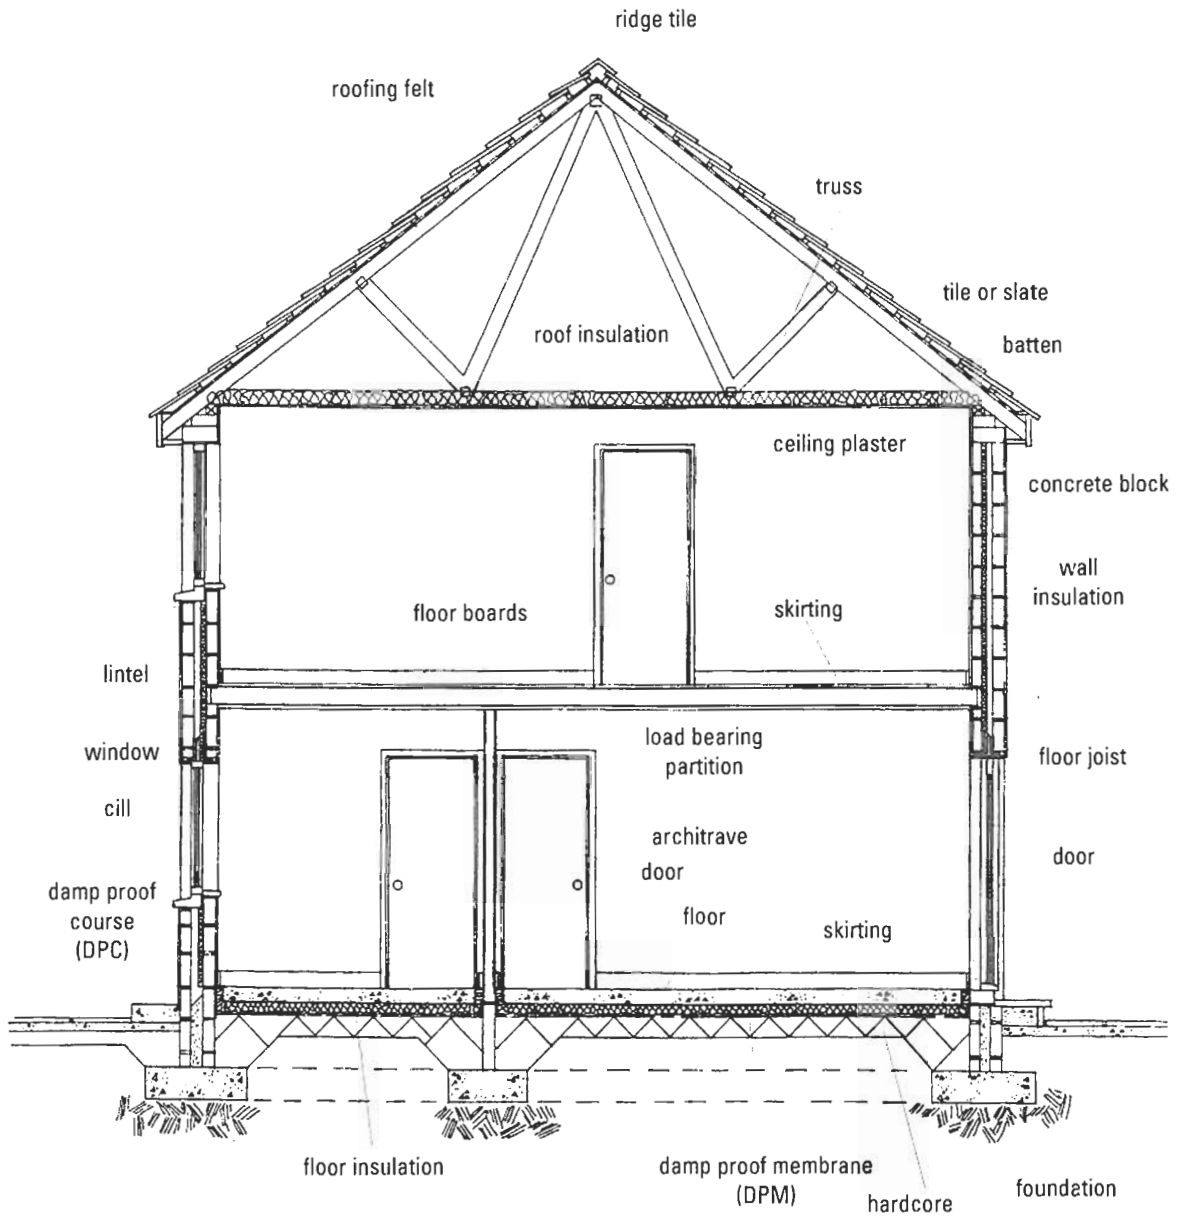 ridge tile
roofing felt
truss
tile or slate
roof insulation
batten
ceiling plaster
concrete block
wall
insulation
floor boards
skirting
lintel
load bearing
partition
window
floor joist
cill
architrave
door
door
damp proof
course
(DPC)
floor
skirting
floor insulation
damp proof membrane
(DPM)
hardcore
foundation